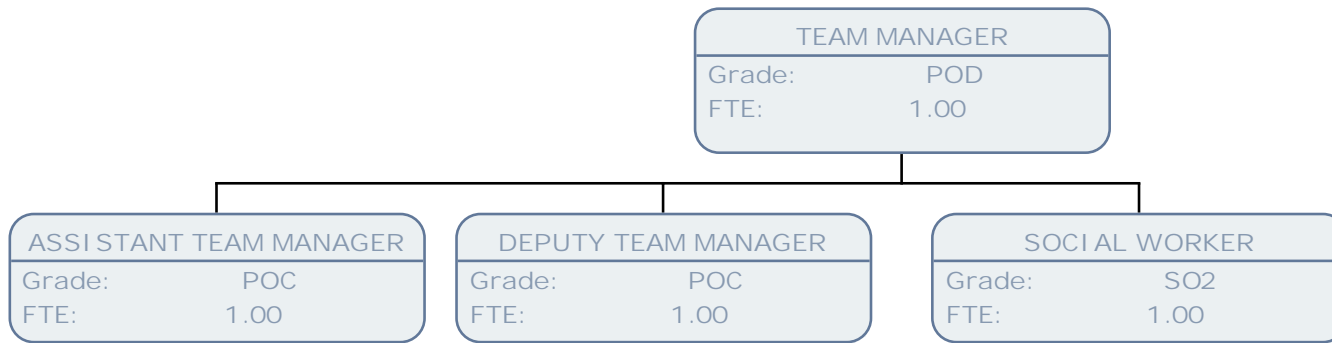 TEAM MANAGER
Grade: POD
FTE: 1.00
ASSISTANT TEAM MANAGER
Grade: POC
FTE: 1.00
DEPUTY TEAM MANAGER
Grade: POC
FTE: 1.00
SOCIAL WORKER
Grade: SO2
FTE: 1.00